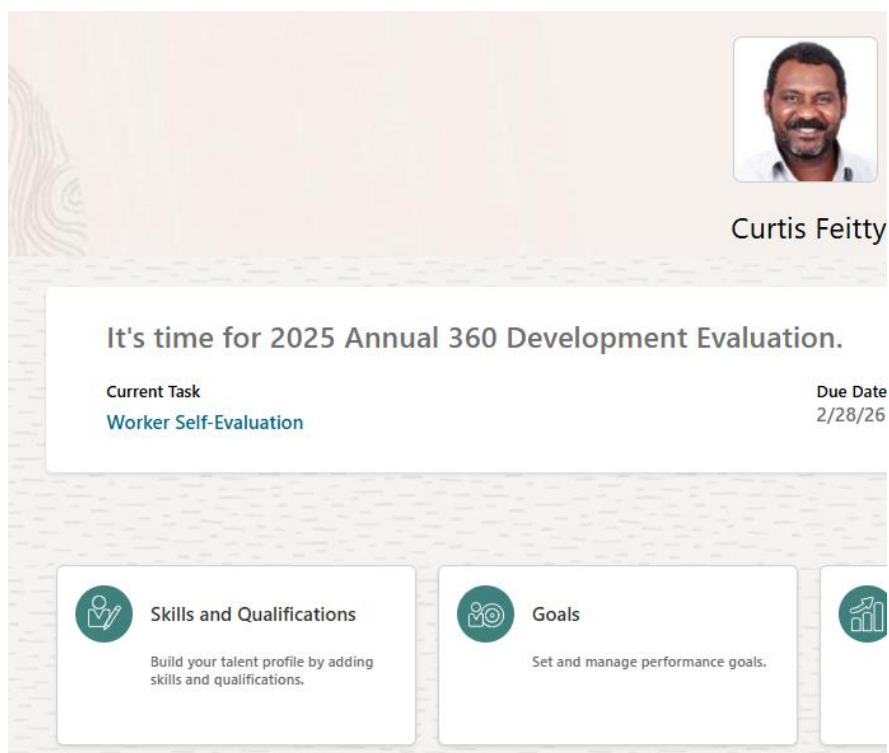 Curtis Feitty
It's time for 2025 Annual 360 Development Evaluation.
Current Task
Due Date
Worker Self-Evaluation
2/28/26
Skills and Qualifications
Build your talent profile by adding
skills and qualifications.
Goals
Set and manage performance goals.